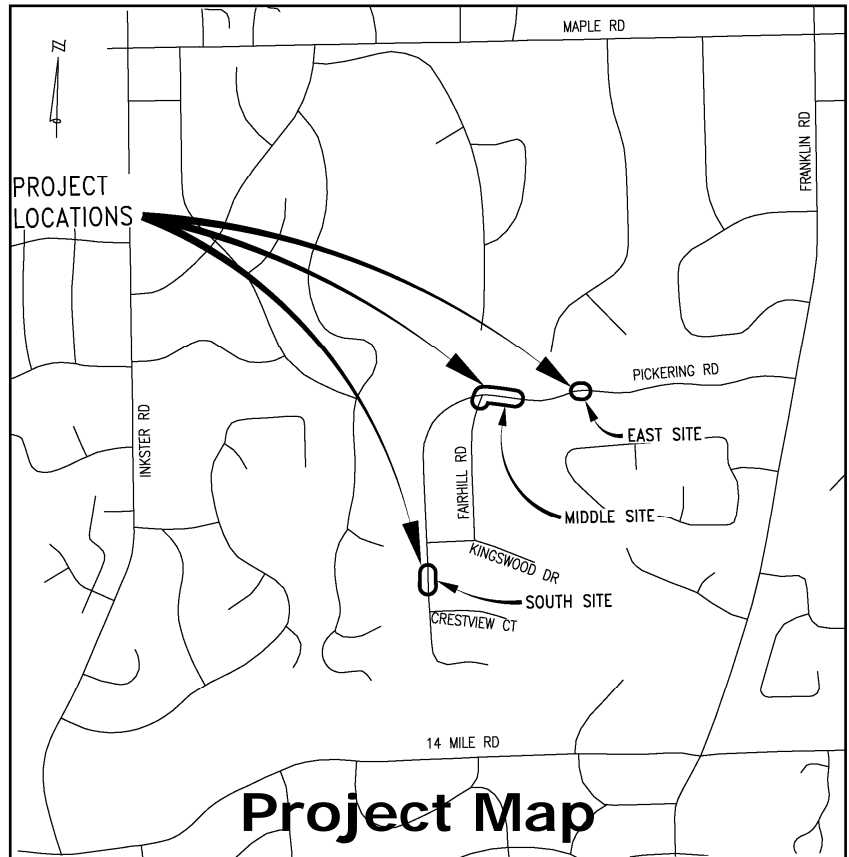 MAPLE RD
N
PROJECT
LOCATIONS
FRANKLIN RD
PICKERING RD
INKSTER RD
EAST SITE
FAIRHILL RD
MIDDLE SITE
KINGSWOOD DR
SOUTH SITE
CRESTVIEW CT
14 MILE RD
Project Map